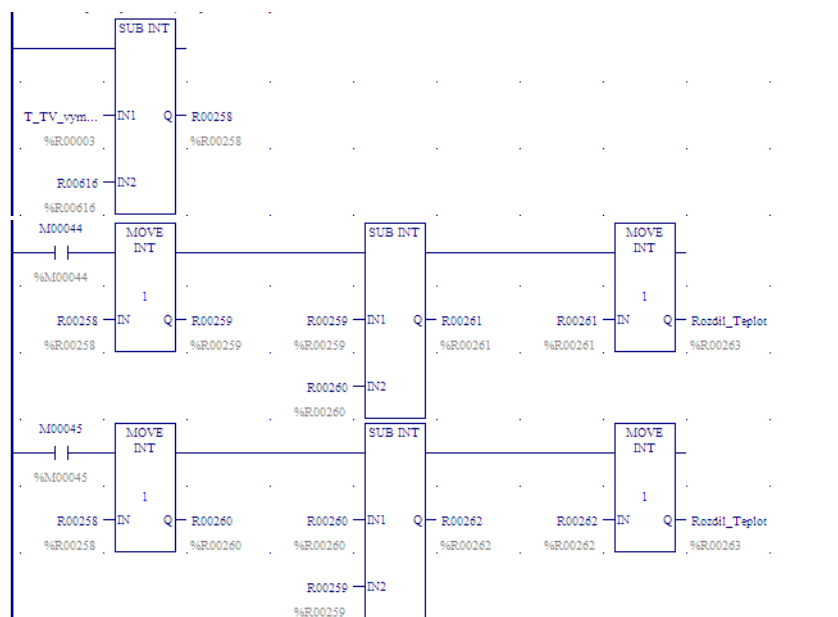 SUB INT
T_TV_vym... IN1 Q R00258
%R00003 %R00258
R00616 IN2
%R00616
M00044 MOVE INT SUB INT MOVE INT
%M00044
1 1
R00258 IN Q R00259 R00259 IN1 Q R00261 R00261 IN Q Rozdil_Teplot
%R00258 %R00259 %R00259 %R00261 %R00261 %R00263
R00260 IN2
%R00260
M00045 MOVE INT SUB INT MOVE INT
%M00045
1 1
R00258 IN Q R00260 R00260 IN1 Q R00262 R00262 IN Q Rozdil_Teplot
%R00258 %R00260 %R00260 %R00262 %R00262 %R00263
R00259 IN2
%R00259